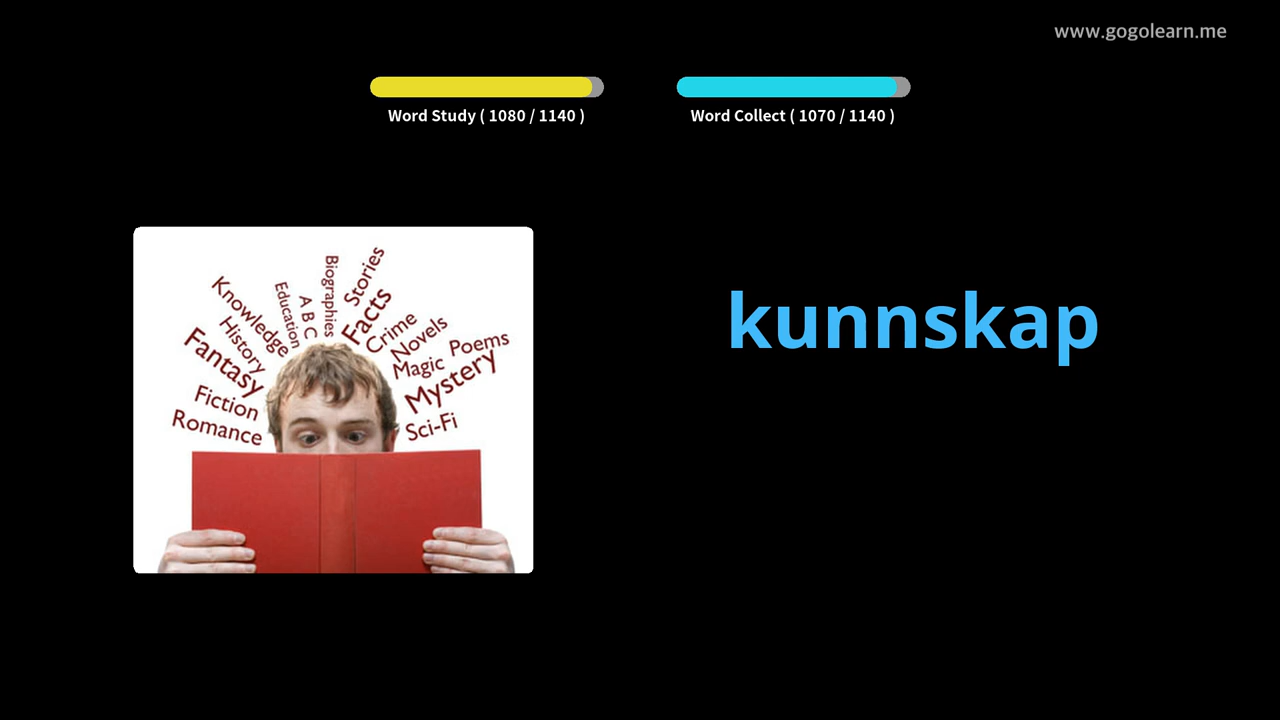 www.gogolearn.me
Word Study ( 1080 / 1140 )
Word Collect ( 1070 / 1140 )
kunnskap
Romance
Fiction
Fantasy
History
Knowledge
Education
A B C
Biographies
Stories
Facts
Crime
Novels
Magic
Poems
Mystery
Sci-Fi